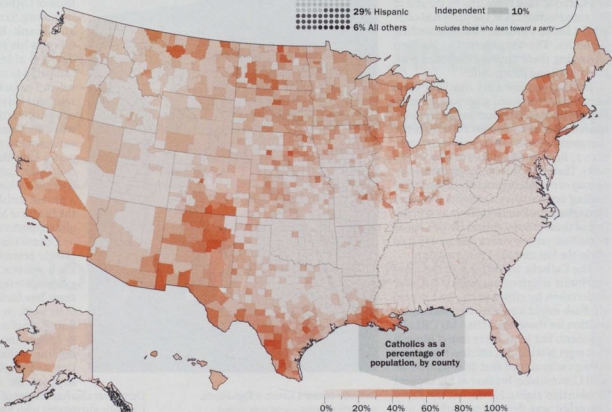 29% Hispanic
6% All others
Independent 10%
Includes those who lean toward a party
Catholics as a
percentage of
population, by county
0% 20% 40% 60% 80% 100%